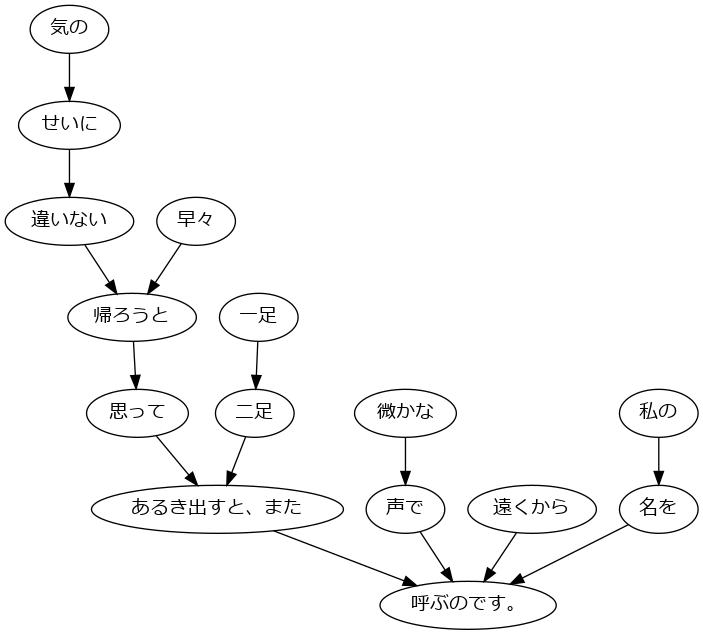 気の
せいに
違いない
早々
帰ろうと
一足
思って
二足
微かな
私の
あるき出すと、また
声で
遠くから
名を
呼ぶのです。